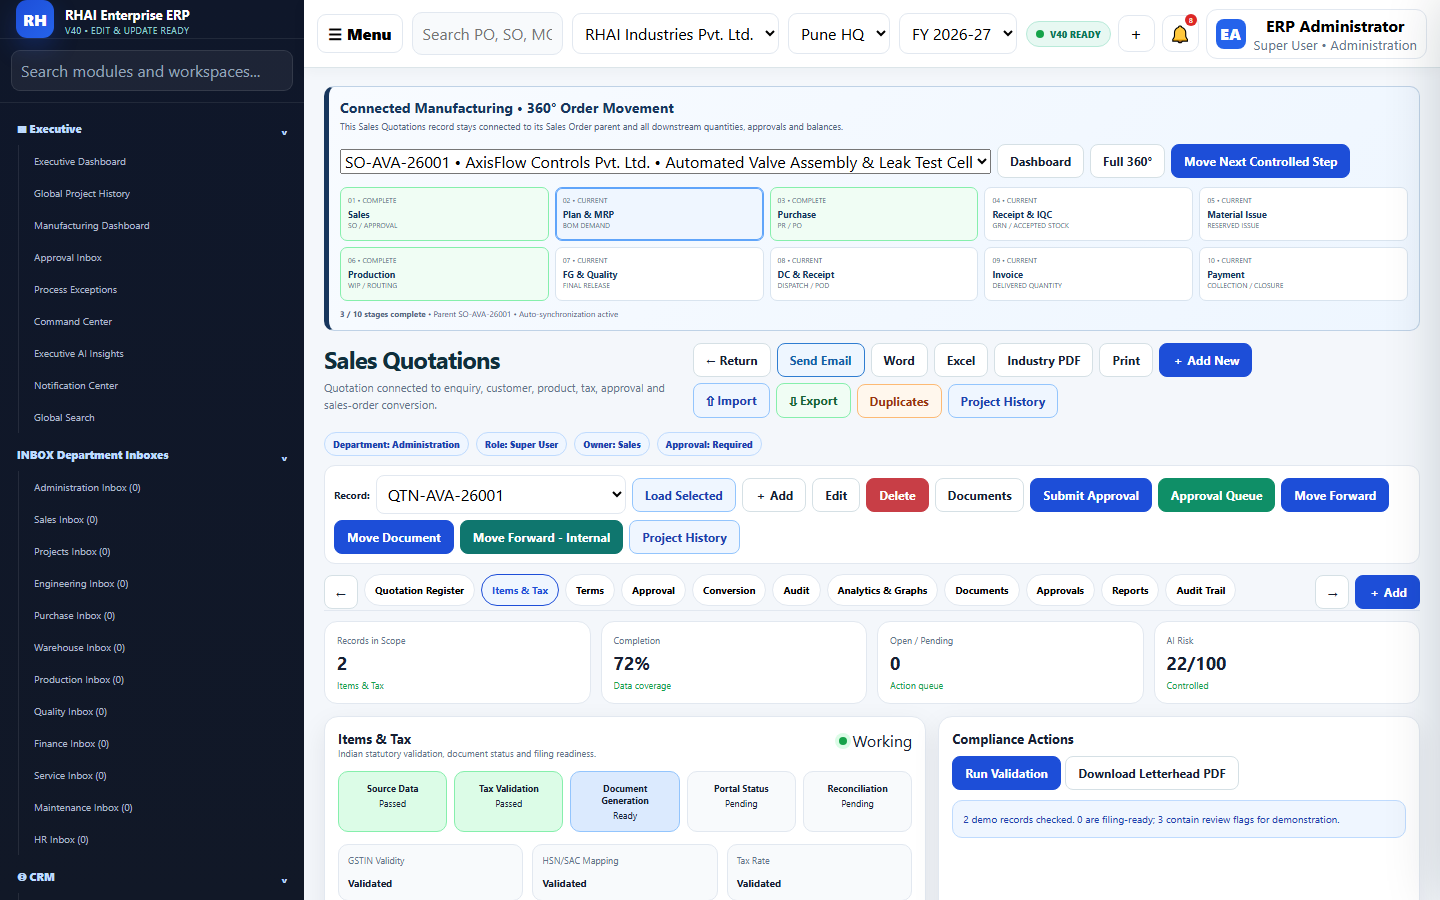 RH
RHAI Enterprise ERP
V40 • EDIT & UPDATE READY
Search modules and workspaces...
Executive
Executive Dashboard
Global Project History
Manufacturing Dashboard
Approval Inbox
Process Exceptions
Command Center
Executive AI Insights
Notification Center
Global Search
INBOX Department Inboxes
Administration Inbox (0)
Sales Inbox (0)
Projects Inbox (0)
Engineering Inbox (0)
Purchase Inbox (0)
Warehouse Inbox (0)
Production Inbox (0)
Quality Inbox (0)
Finance Inbox (0)
Service Inbox (0)
Maintenance Inbox (0)
HR Inbox (0)
CRM
☰ Menu
Search PO, SO, MO
RHAI Industries Pvt. Ltd.
Pune HQ
FY 2026-27
V40 READY
+
8
EA
ERP Administrator
Super User • Administration
Connected Manufacturing • 360° Order Movement
This Sales Quotations record stays connected to its Sales Order parent and all downstream quantities, approvals and balances.
SO-AVA-26001 • AxisFlow Controls Pvt. Ltd. • Automated Valve Assembly & Leak Test Cell
Dashboard
Full 360°
Move Next Controlled Step
01 • COMPLETE
Sales
SO / APPROVAL
02 • CURRENT
Plan & MRP
BOM DEMAND
03 • COMPLETE
Purchase
PR / PO
04 • CURRENT
Receipt & IQC
GRN / ACCEPTED STOCK
05 • CURRENT
Material Issue
RESERVED ISSUE
06 • COMPLETE
Production
WIP / ROUTING
07 • CURRENT
FG & Quality
FINAL RELEASE
08 • CURRENT
DC & Receipt
DISPATCH / POD
09 • CURRENT
Invoice
DELIVERED QUANTITY
10 • CURRENT
Payment
COLLECTION / CLOSURE
3 / 10 stages complete • Parent SO-AVA-26001 • Auto-synchronization active
Sales Quotations
Quotation connected to enquiry, customer, product, tax, approval and
sales-order conversion.
← Return
Send Email
Word
Excel
Industry PDF
Print
+ Add New
⇧ Import
⇩ Export
Duplicates
Project History
Department: Administration
Role: Super User
Owner: Sales
Approval: Required
Record:
QTN-AVA-26001
Load Selected
+ Add
Edit
Delete
Documents
Submit Approval
Approval Queue
Move Forward
Move Document
Move Forward - Internal
Project History
←
Quotation Register
Items & Tax
Terms
Approval
Conversion
Audit
Analytics & Graphs
Documents
Approvals
Reports
Audit Trail
→
+ Add
Records in Scope
2
Items & Tax
Completion
72%
Data coverage
Open / Pending
0
Action queue
AI Risk
22/100
Controlled
Items & Tax
Indian statutory validation, document status and filing readiness.
Working
Source Data
Passed
Tax Validation
Passed
Document
Generation
Ready
Portal Status
Pending
Reconciliation
Pending
GSTIN Validity
Validated
HSN/SAC Mapping
Validated
Tax Rate
Validated
Compliance Actions
Run Validation
Download Letterhead PDF
2 demo records checked. 0 are filing-ready; 3 contain review flags for demonstration.